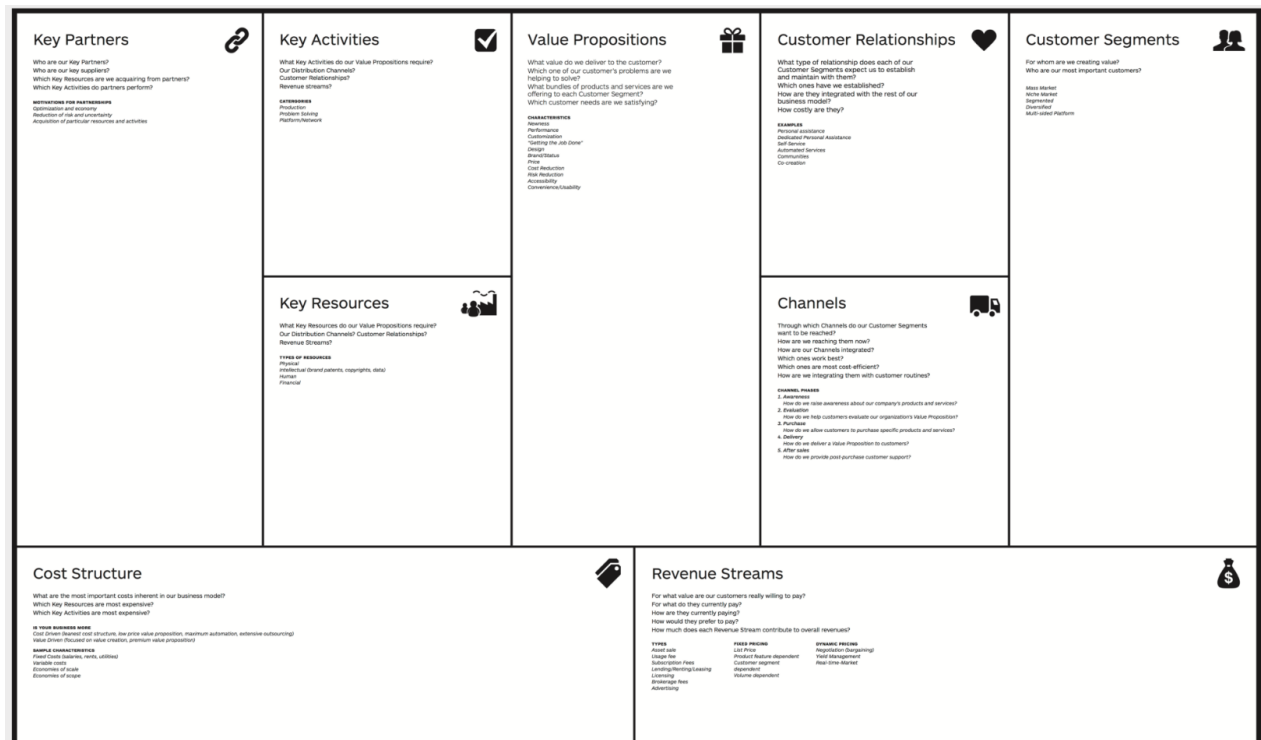 Key Partners
Who are our Key Partners?
Who are our key suppliers?
Which Key Resources are we acquiring from partners?
Which Key Activities do partners perform?
MOTIVATIONS FOR PARTNERSHIPS
Optimization and economy
Reduction of risk and uncertainty
Acquisition of particular resources and activities
Key Activities
What Key Activities do our Value Propositions require?
Our Distribution Channels?
Customer Relationships?
Revenue streams?
CATERGORIES
Production
Problem Solving
Platform/Network
Key Resources
What Key Resources do our Value Propositions require?
Our Distribution Channels? Customer Relationships?
Revenue Streams?
TYPES OF RESOURCES
Physical
Intellectual (brand patents, copyrights, data)
Human
Financial
Value Propositions
What value do we deliver to the customer?
Which one of our customer's problems are we
helping to solve?
What bundles of products and services are we
offering to each Customer Segment?
Which customer needs are we satisfying?
CHARACTERISTICS
Newness
Performance
Customization
"Getting the Job Done"
Design
Brand/Status
Price
Cost Reduction
Risk Reduction
Accessibility
Convenience/Usability
Customer Relationships
What type of relationship does each of our
Customer Segments expect us to establish
and maintain with them?
Which ones have we established?
How are they integrated with the rest of our
business model?
How costly are they?
EXAMPLES
Personal assistance
Dedicated Personal Assistance
Self-Service
Automated Services
Communities
Co-creation
Channels
Through which Channels do our Customer Segments
want to be reached?
How are we reaching them now?
How are our Channels integrated?
Which ones work best?
Which ones are most cost-efficient?
How are we integrating them with customer routines?
CHANNEL PHASES
1. Awareness
How do we raise awareness about our company's products and services?
2. Evaluation
How do we help customers evaluate our organization's Value Proposition?
3. Purchase
How do we allow customers to purchase specific products and services?
4. Delivery
How do we deliver a Value Proposition to customers?
5. After sales
How do we provide post-purchase customer support?
Customer Segments
For whom are we creating value?
Who are our most important customers?
Mass Market
Niche Market
Segmented
Diversified
Multi-sided Platform
Cost Structure
What are the most important costs inherent in our business model?
Which Key Resources are most expensive?
Which Key Activities are most expensive?
IS YOUR BUSINESS MORE
Cost Driven (leanest cost structure, low price value proposition, maximum automation, extensive outsourcing)
Value Driven (focused on value creation, premium value proposition)
SAMPLE CHARACTERISTICS
Fixed Costs (salaries, rents, utilities)
Variable costs
Economies of scale
Economies of scope
Revenue Streams
For what value are our customers really willing to pay?
For what do they currently pay?
How are they currently paying?
How would they prefer to pay?
How much does each Revenue Stream contribute to overall revenues?
TYPES
Asset sale
Usage fee
Subscription Fees
Lending/Renting/Leasing
Licensing
Brokerage fees
Advertising
FIXES PRICING
List Price
Product feature dependent
Customer segment
dependent
Volume dependent
DYNAMIC PRICING
Negotiation (bargaining)
Yield Management
Real-time-Market
$